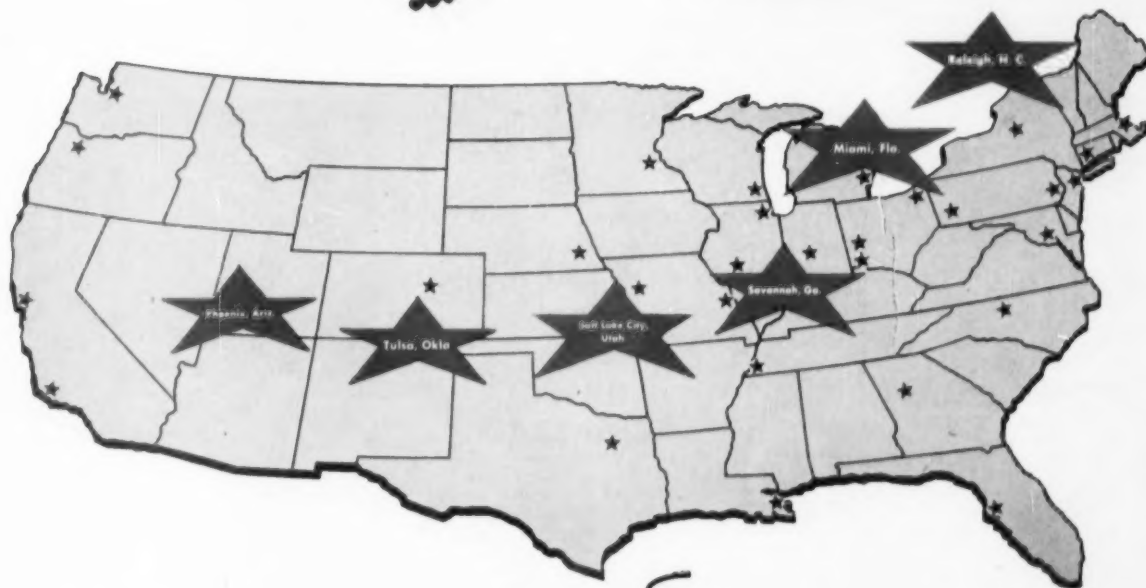 Raleigh, N. C.
Miami, Fla.
Savannah, Ga.
Phoenix, Ariz.
Salt Lake City,
Utah
Tulsa, Okla